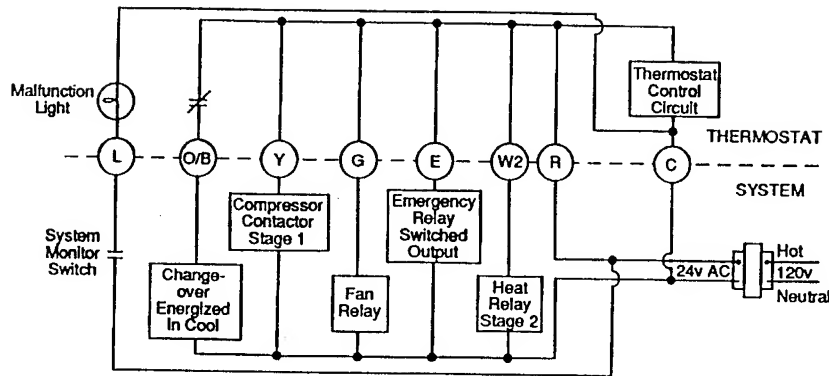 Malfunction
Light
Thermostat
Control
Circuit
THERMOSTAT
L
O/B
Y
G
E
W2
R
C
SYSTEM
Compressor
Contactor
Stage 1
Emergency
Relay
Switched
Output
System
Monitor
Switch
Change-
over
Energized
In Cool
Fan
Relay
Heat
Relay
Stage 2
24v AC
Hot
120v
Neutral